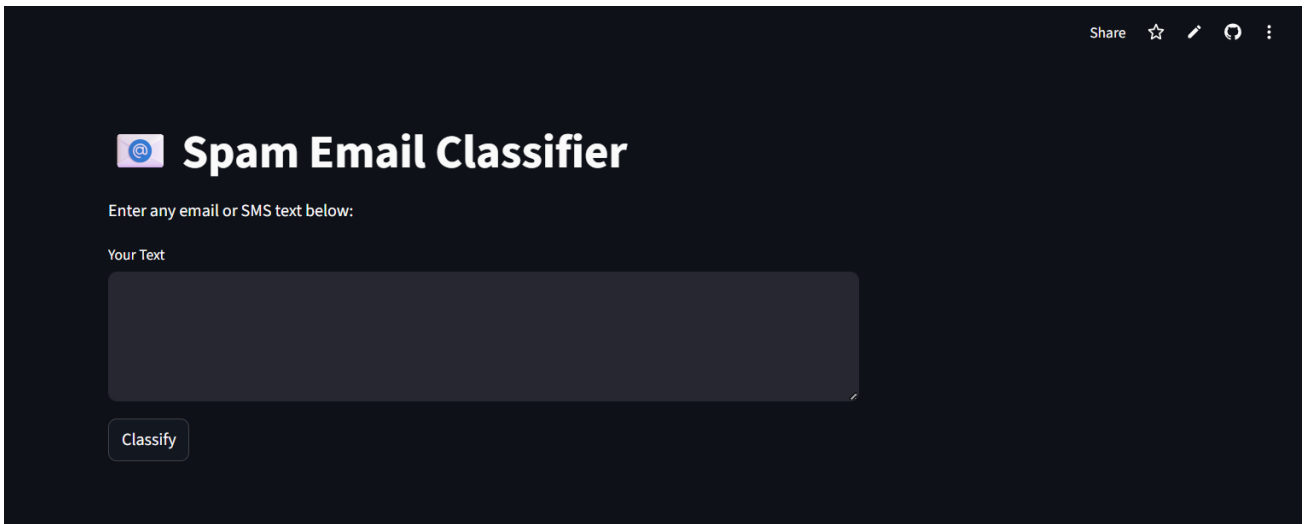 Share
Spam Email Classifier
Enter any email or SMS text below:
Your Text
Classify